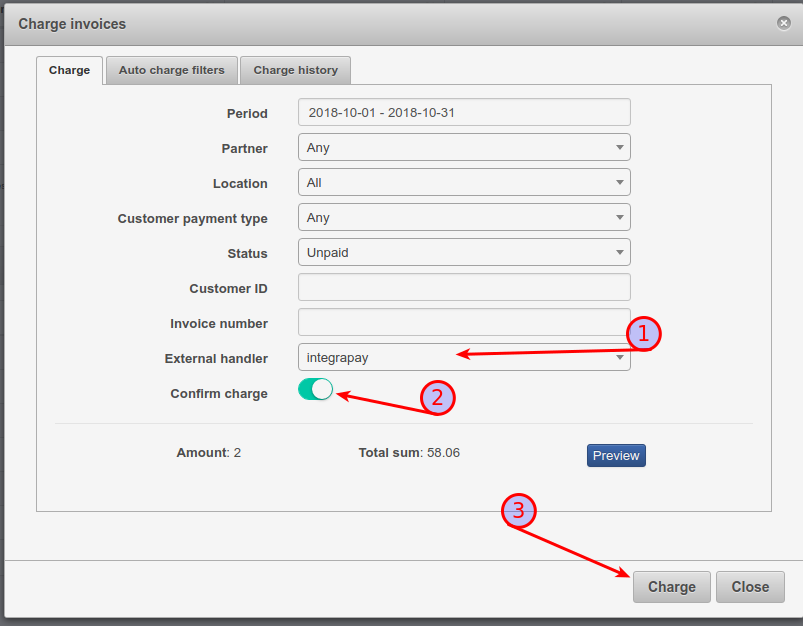 Charge invoices
Charge Auto charge filters Charge history
Period 2018-10-01 - 2018-10-31
Partner Any
Location All
Customer payment type Any
Status Unpaid
Customer ID
Invoice number
1
External handler integrapay
Confirm charge
2
Amount: 2 Total sum: 58.06 Preview
3
Charge Close